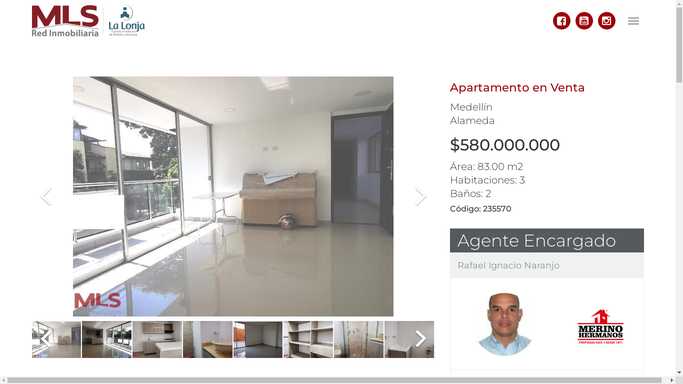 MLS
Red Inmobiliaria
La Lonja
Apartamento en Venta
Medellín
Alameda
$580.000.000
Área: 83.00 m2
Habitaciones: 3
Baños: 2
Código: 235570
MLS
Agente Encargado
Rafael Ignacio Naranjo
MERINO
HERMANOS